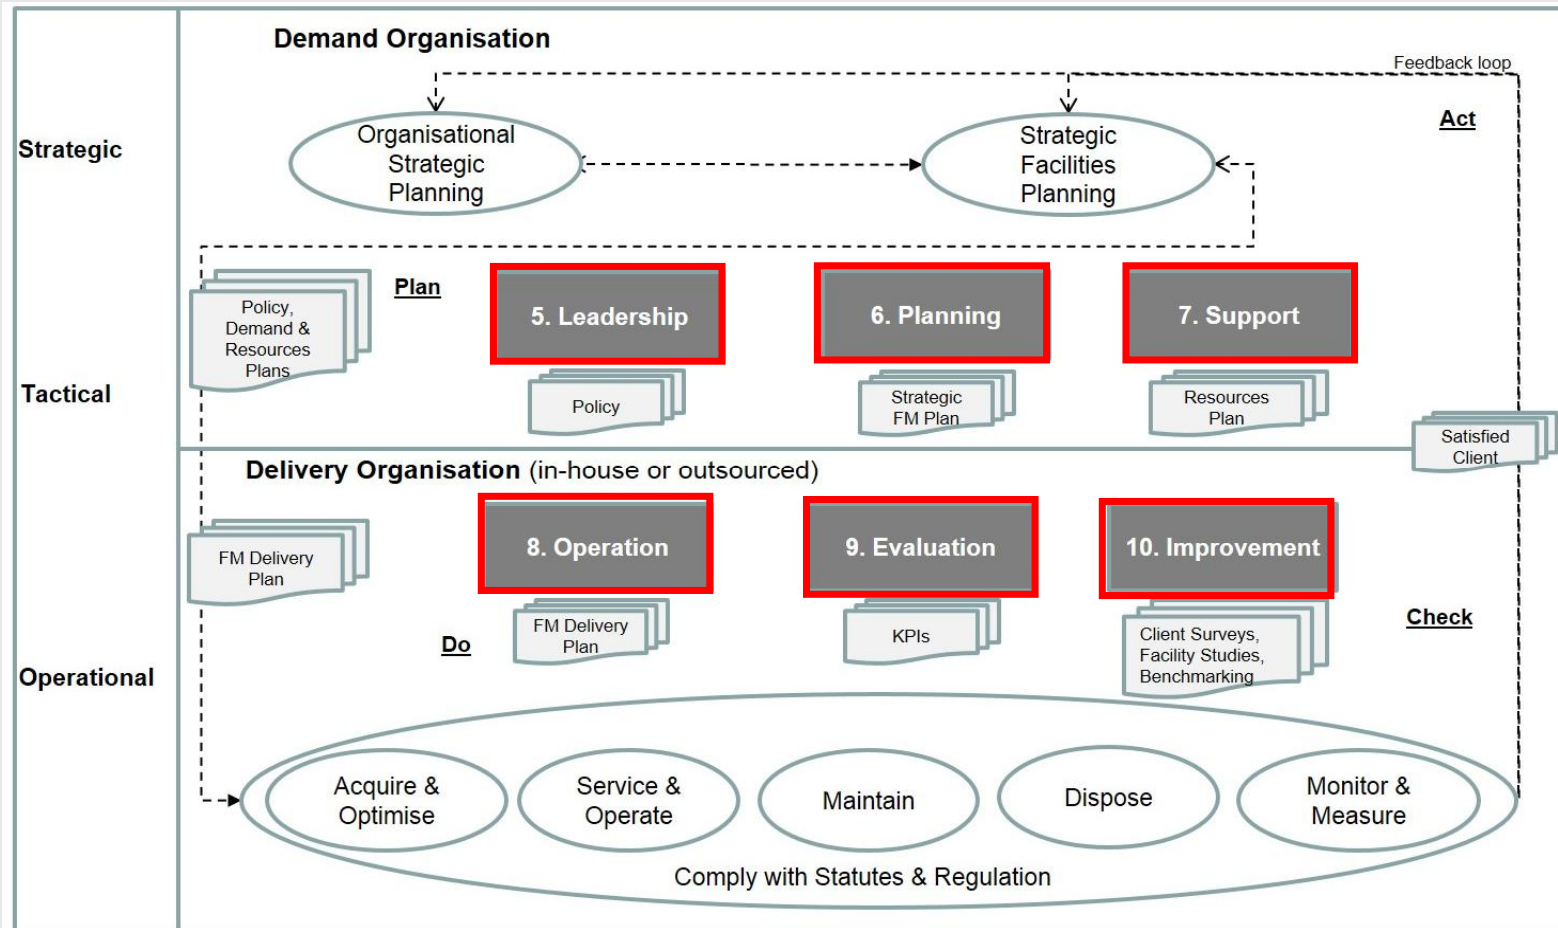 Demand Organisation
Feedback loop
Act
Strategic
Organisational
Strategic
Planning
Strategic
Facilities
Planning
Plan
Policy,
Demand &
Resources
Plans
5. Leadership
6. Planning
7. Support
Tactical
Policy
Strategic
FM Plan
Resources
Plan
Satisfied
Client
Delivery Organisation (in-house or outsourced)
FM Delivery
Plan
8. Operation
9. Evaluation
10. Improvement
Operational
Do
FM Delivery
Plan
KPIs
Client Surveys,
Facility Studies,
Benchmarking
Check
Acquire &
Optimise
Service &
Operate
Maintain
Dispose
Monitor &
Measure
Comply with Statutes & Regulation